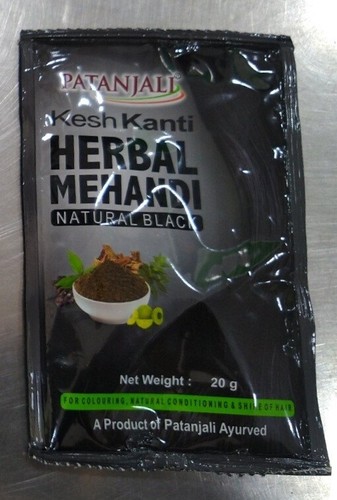 PATANJALI
Kesh Kanti
HERBAL
MEHANDI
NATURAL BLACK
Net Weight : 20 g
FOR COLOURING, NATURAL CONDITIONING & SHINE OF HAIR
A Product of Patanjali Ayurved